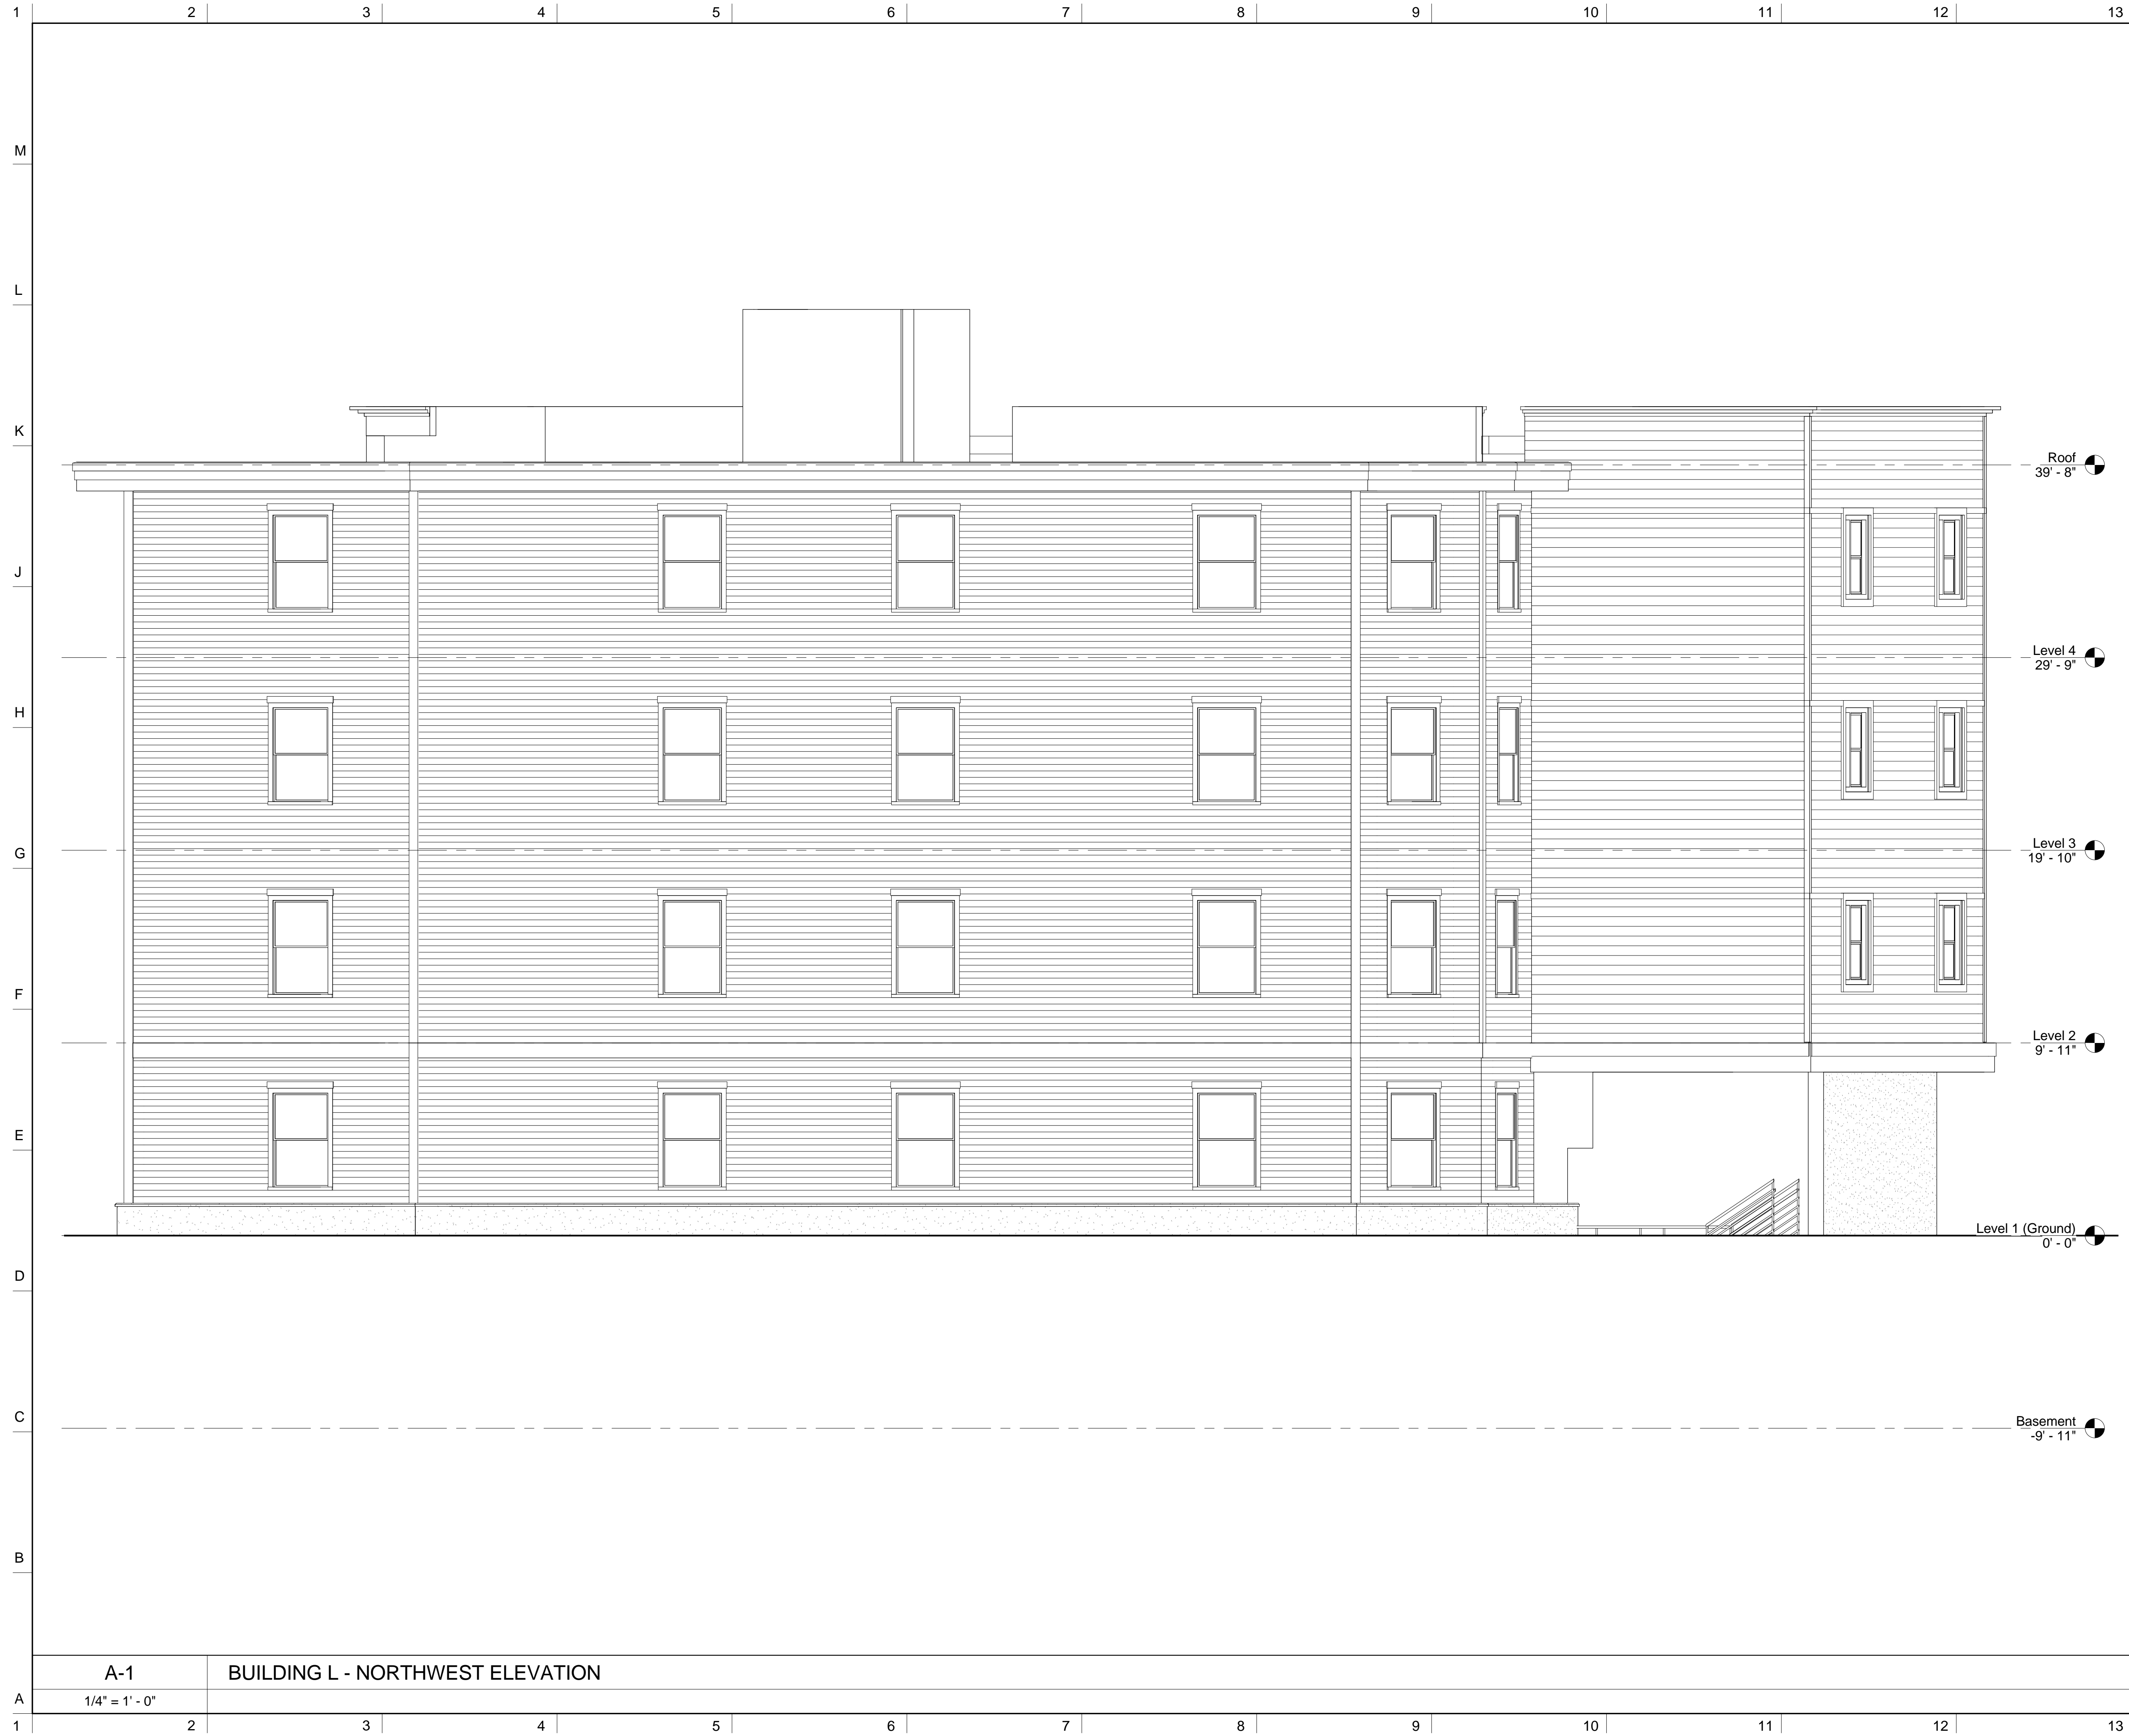 1 2 3 4 5 6 7 8 9 10 11 12 13
M
L
K
Roof
39' - 8"
J
Level 4
29' - 9"
H
Level 3
19' - 10"
G
F
Level 2
9' - 11"
E
Level 1 (Ground)
0' - 0"
D
C
Basement
-9' - 11"
B
A-1 BUILDING L - NORTHWEST ELEVATION
A 1/4" = 1' - 0"
1 2 3 4 5 6 7 8 9 10 11 12 13